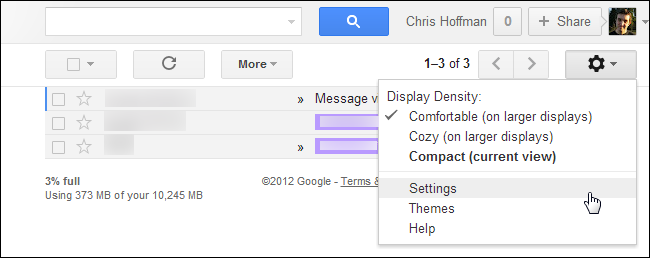 Chris Hoffman 0 + Share
More 1–3 of 3
Display Density:
Comfortable (on larger displays)
Cozy (on larger displays)
Compact (current view)
Settings
Themes
Help
» Message
»
»
3% full
Using 373 MB of your 10,245 MB
©2012 Google - Terms &